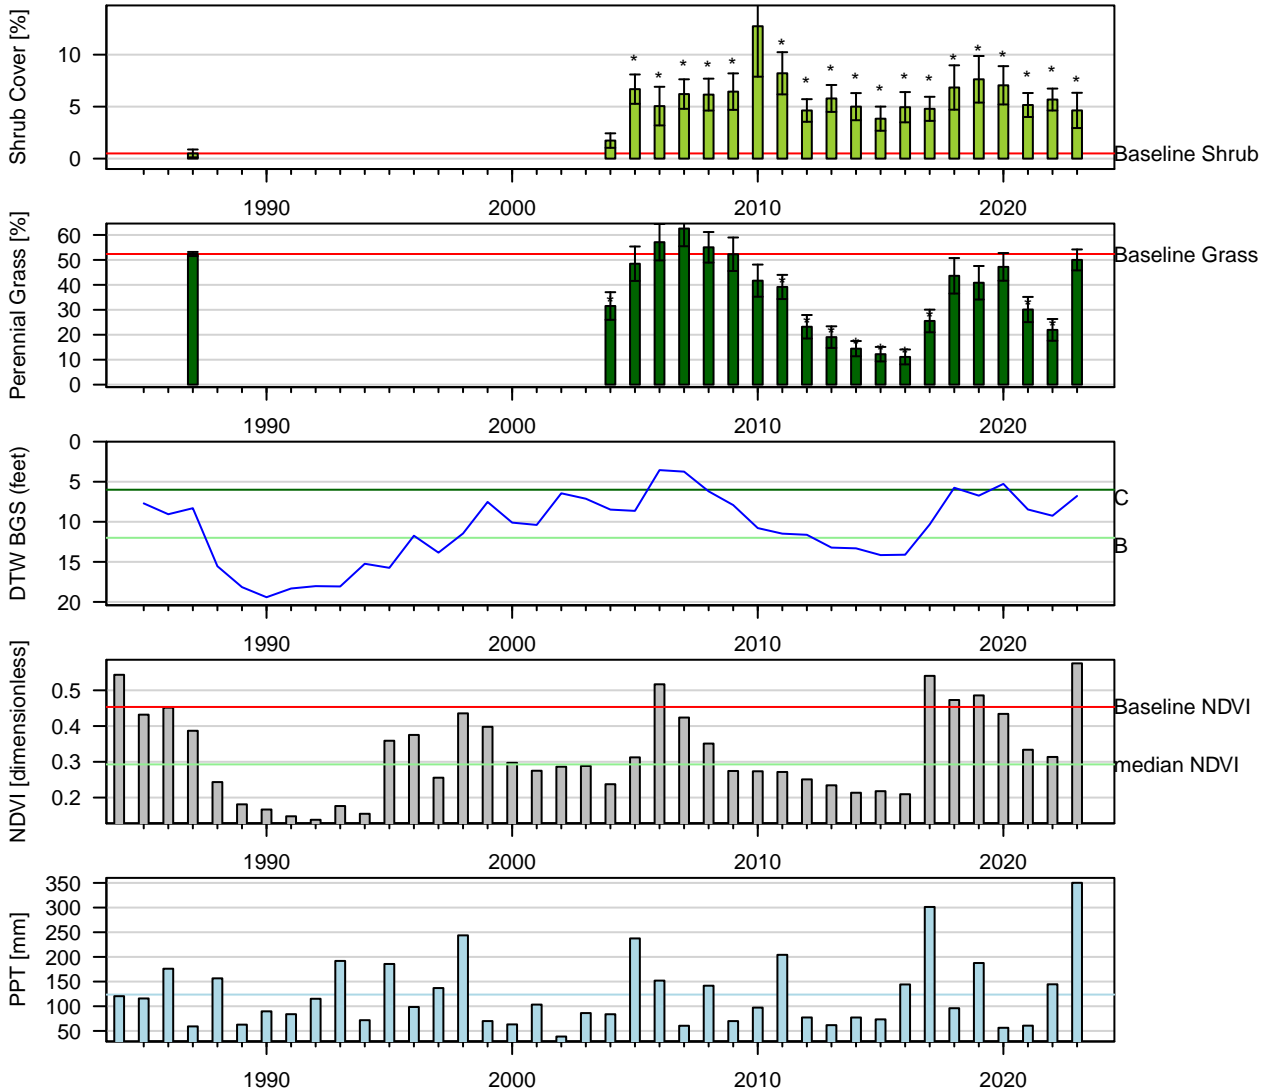 Shrub Cover [%]
10
5
0
* * * * * * * * * * * * * * * * * *
Baseline Shrub
1990 2000 2010 2020
Perennial Grass [%]
60
50
40
30
20
10
0
* * * * * * * * * *
Baseline Grass
1990 2000 2010 2020
DTW BGS (feet)
0
5
10
15
20
C
B
1990 2000 2010 2020
NDVI [dimensionless]
0.5
0.4
0.3
0.2
Baseline NDVI
median NDVI
1990 2000 2010 2020
PPT [mm]
350
300
250
200
150
100
50
1990 2000 2010 2020